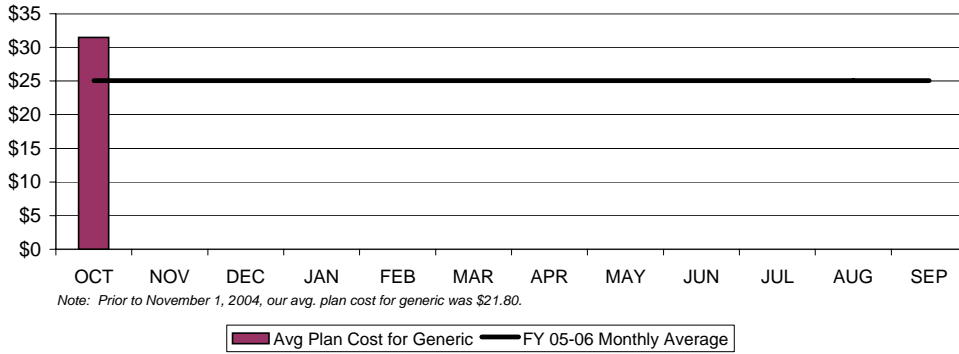 $35
$30
$25
$20
$15
$10
$5
$0
OCT NOV DEC JAN FEB MAR APR MAY JUN JUL AUG SEP
Note: Prior to November 1, 2004, our avg. plan cost for generic was $21.80.
Avg Plan Cost for Generic FY 05-06 Monthly Average